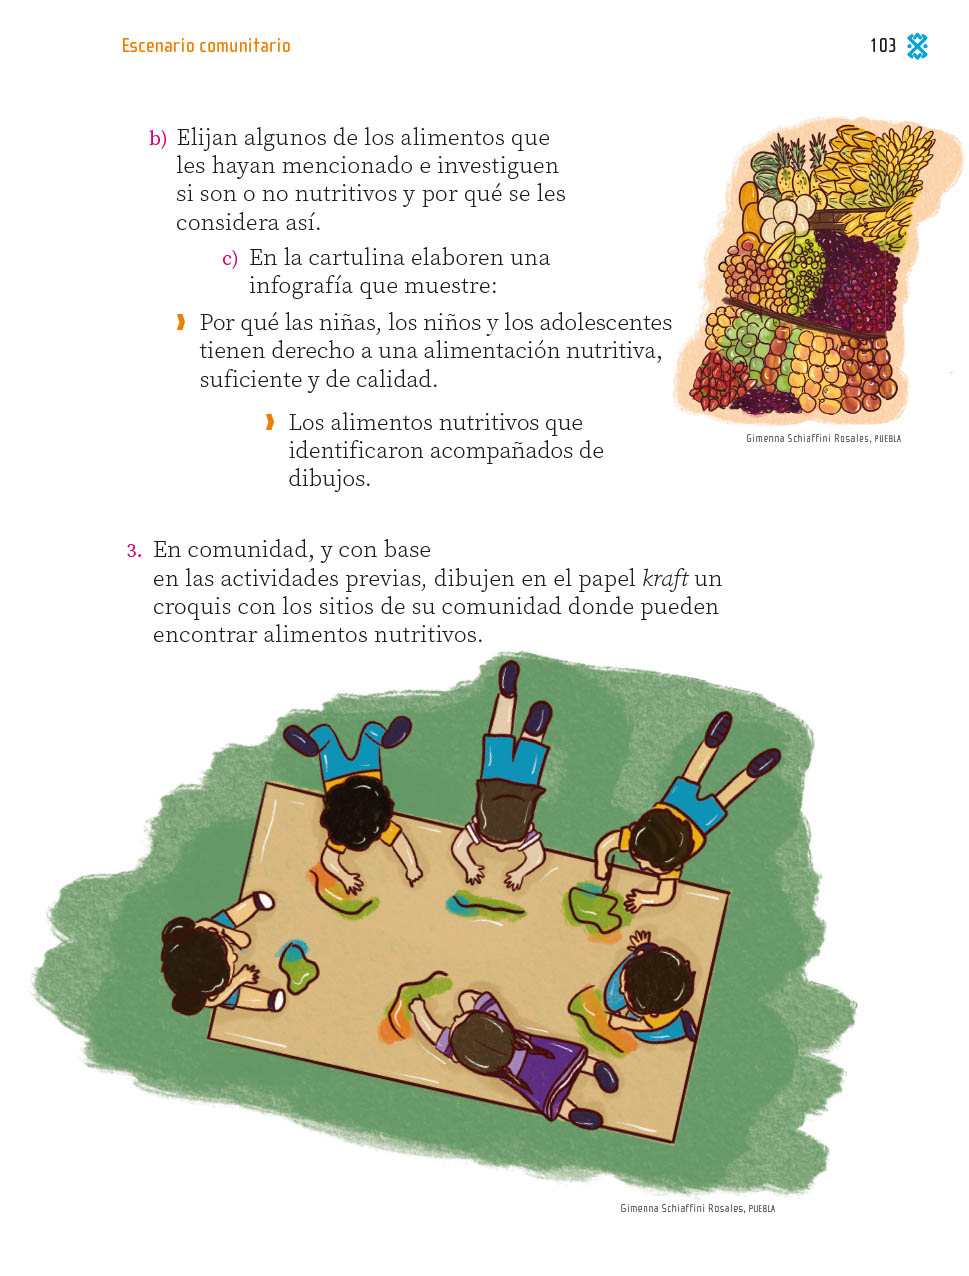 Escenario comunitario
103
b) Elijan algunos de los alimentos que
les hayan mencionado e investiguen
si son o no nutritivos y por qué se les
considera así.
c) En la cartulina elaboren una
infografía que muestre:
Por qué las niñas, los niños y los adolescentes
tienen derecho a una alimentación nutritiva,
suficiente y de calidad.
Los alimentos nutritivos que
identificaron acompañados de
dibujos.
Gimenna Schiaffini Rosales, PUEBLA
3. En comunidad, y con base
en las actividades previas, dibujen en el papel kraft un
croquis con los sitios de su comunidad donde pueden
encontrar alimentos nutritivos.
Gimenna Schiaffini Rosales, PUEBLA